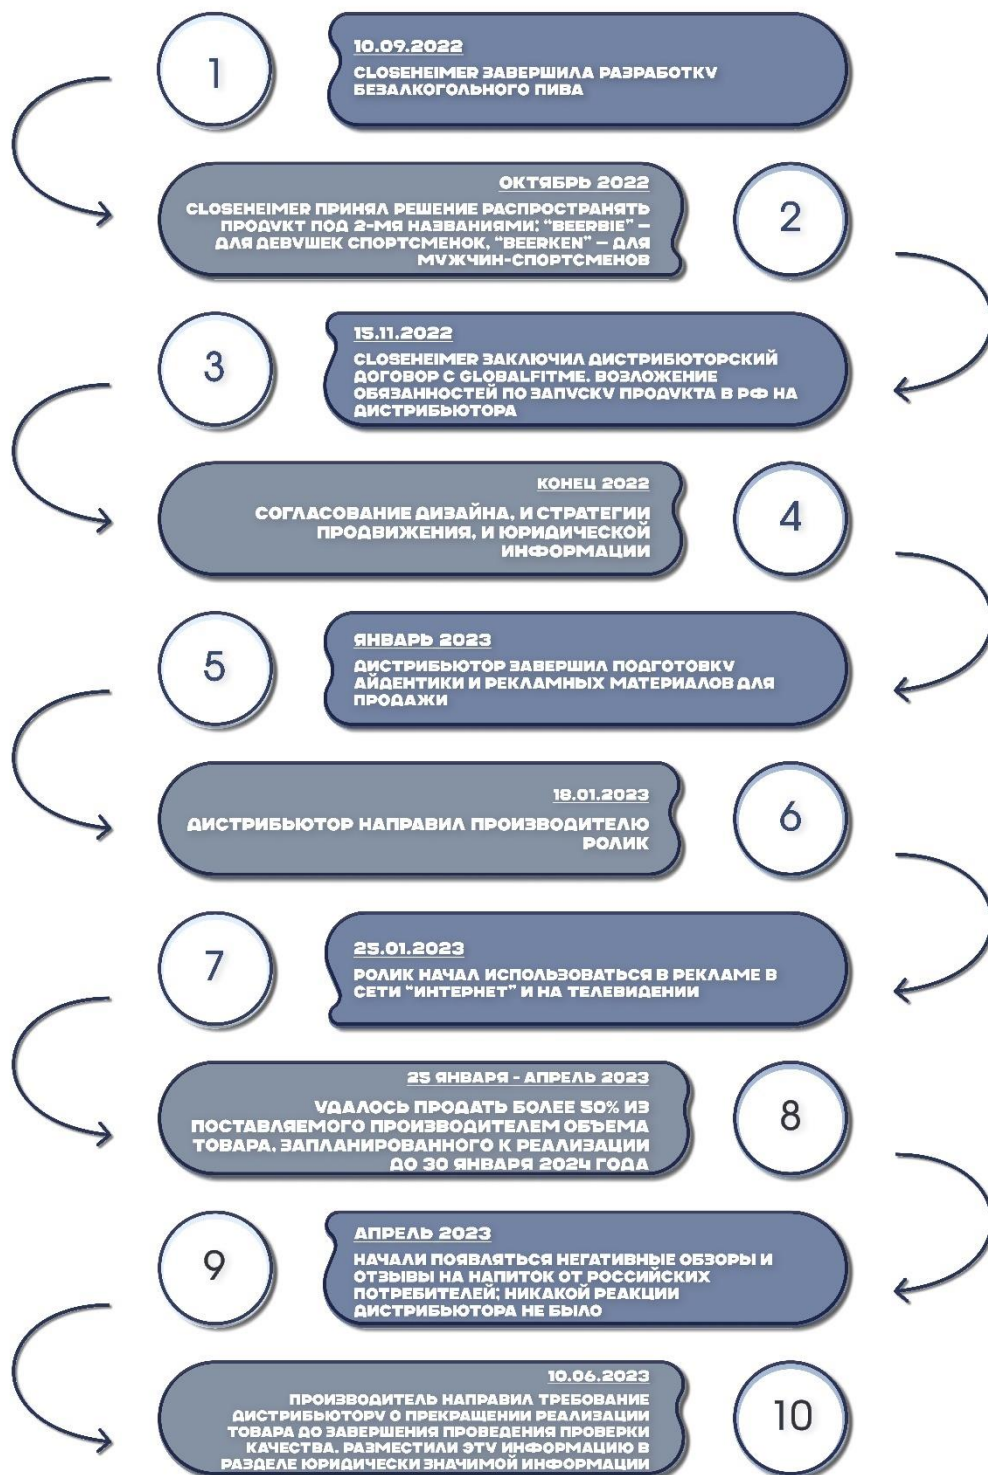 1
10.09.2022
CLOSEHEIMER ЗАВЕРШИЛА РАЗРАБОТКУ
БЕЗАЛКОГОЛЬНОГО ПИВА
ОКТЯБРЬ 2022
CLOSEHEIMER ПРИНЯЛ РЕШЕНИЕ РАСПРОСТРАНЯТЬ
ПРОДУКТ ПОД 2-МЯ НАЗВАНИЯМИ: "BEERBIE" –
ДЛЯ ДЕВУШЕК СПОРТСМЕНОК, "BEERKEN" – ДЛЯ
МУЖЧИН-СПОРТСМЕНОВ
2
3
15.11.2022
CLOSEHEIMER ЗАКЛЮЧИЛ ДИСТРИБЮТОРСКИЙ
ДОГОВОР С GLOBALFITME. ВОЗЛОЖЕНИЕ
ОБЯЗАННОСТЕЙ ПО ЗАПУСКУ ПРОДУКТА В РФ НА
ДИСТРИБЬЮТОРА
КОНЕЦ 2022
СОГЛАСОВАНИЕ ДИЗАЙНА, И СТРАТЕГИИ
ПРОДВИЖЕНИЯ, И ЮРИДИЧЕСКОЙ
ИНФОРМАЦИИ
4
5
ЯНВАРЬ 2023
ДИСТРИБЬЮТОР ЗАВЕРШИЛ ПОДГОТОВКУ
АЙДЕНТИКИ И РЕКЛАМНЫХ МАТЕРИАЛОВ ДЛЯ
ПРОДАЖИ
18.01.2023
ДИСТРИБЬЮТОР НАПРАВИЛ ПРОИЗВОДИТЕЛЮ
РОЛИК
6
7
25.01.2023
РОЛИК НАЧАЛ ИСПОЛЬЗОВАТЬСЯ В РЕКЛАМЕ В
СЕТИ "ИНТЕРНЕТ" И НА ТЕЛЕВИДЕНИИ
25 ЯНВАРЯ - АПРЕЛЬ 2023
УДАЛОСЬ ПРОДАТЬ БОЛЕЕ 50% ИЗ
ПОСТАВЛЯЕМОГО ПРОИЗВОДИТЕЛЕМ ОБЪЕМА
ТОВАРА, ЗАПЛАНИРОВАННОГО К РЕАЛИЗАЦИИ
ДО 30 ЯНВАРЯ 2024 ГОДА
8
9
АПРЕЛЬ 2023
НАЧАЛИ ПОЯВЛЯТЬСЯ НЕГАТИВНЫЕ ОБЗОРЫ И
ОТЗЫВЫ НА НАПИТОК ОТ РОССИЙСКИХ
ПОТРЕБИТЕЛЕЙ; НИКАКОЙ РЕАКЦИИ
ДИСТРИБЬЮТОРА НЕ БЫЛО
10.06.2023
ПРОИЗВОДИТЕЛЬ НАПРАВИЛ ТРЕБОВАНИЕ
ДИСТРИБЬЮТОРУ О ПРЕКРАЩЕНИИ РЕАЛИЗАЦИИ
ТОВАРА ДО ЗАВЕРШЕНИЯ ПРОВЕДЕНИЯ ПРОВЕРКИ
КАЧЕСТВА. РАЗМЕСТИЛИ ЭТУ ИНФОРМАЦИЮ В
РАЗДЕЛЕ ЮРИДИЧЕСКИ ЗНАЧИМОЙ ИНФОРМАЦИИ
10